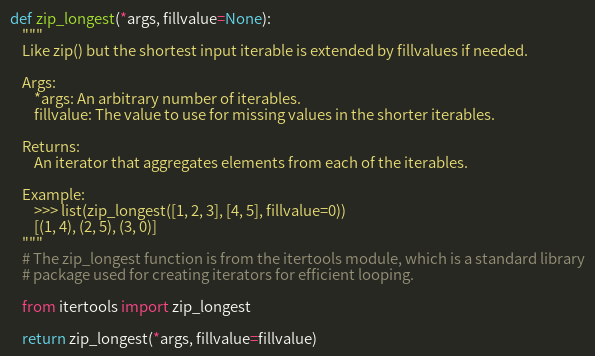 def zip_longest(*args, fillvalue=None):
"""
Like zip() but the shortest input iterable is extended by fillvalues if needed.
Args:
*args: An arbitrary number of iterables.
fillvalue: The value to use for missing values in the shorter iterables.
Returns:
An iterator that aggregates elements from each of the iterables.
Example:
>>> list(zip_longest([1, 2, 3], [4, 5], fillvalue=0))
[(1, 4), (2, 5), (3, 0)]
"""
# The zip_longest function is from the itertools module, which is a standard library
# package used for creating iterators for efficient looping.
from itertools import zip_longest
return zip_longest(*args, fillvalue=fillvalue)